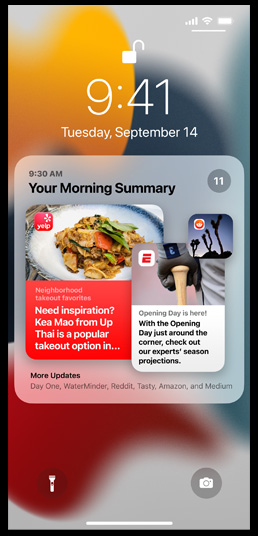 9:41
Tuesday, September 14
9:30 AM
Your Morning Summary
11
yelp
Neighborhood
takeout favorites
Need inspiration?
Kea Mao from Up
Thai is a popular
takeout option in...
E
Opening Day is here!
With the Opening
Day just around the
corner, check out
our experts' season
projections.
More Updates
Day One, WaterMinder, Reddit, Tasty, Amazon, and Medium